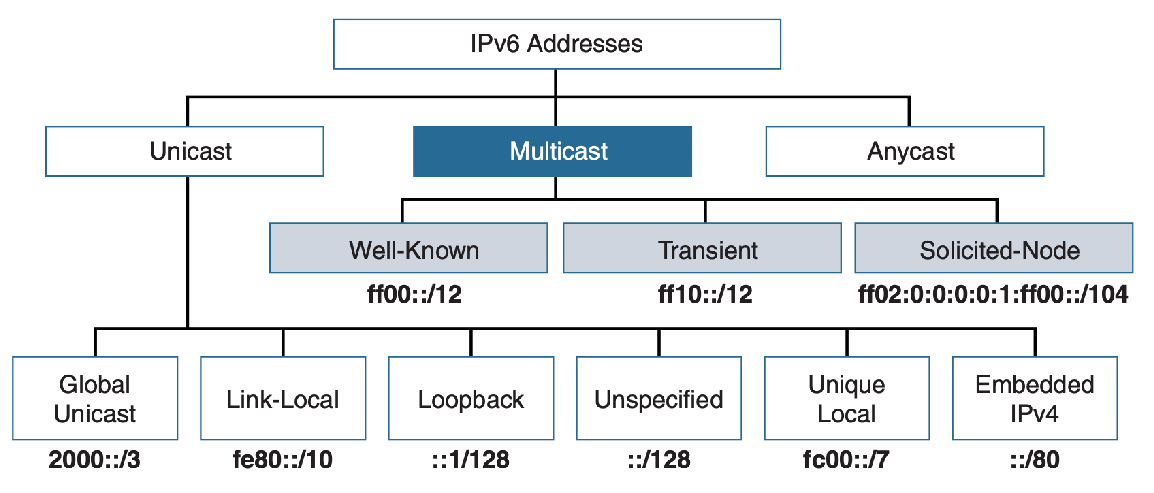 IPv6 Addresses
Unicast
Multicast
Anycast
Well-Known
Transient
Solicited-Node
ff00::/12
ff10::/12
ff02:0:0:0:0:1:ff00::/104
Global
Unicast
Link-Local
Loopback
Unspecified
Unique
Local
Embedded
IPv4
2000::/3
fe80::/10
::1/128
::/128
fc00::/7
::/80